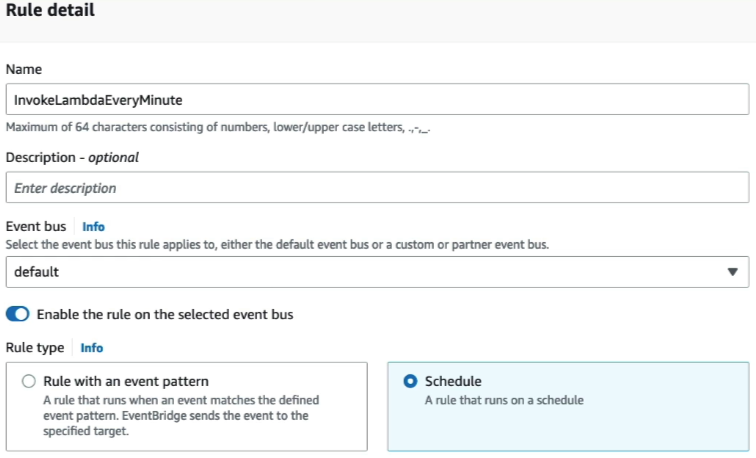 Rule detail
Name
InvokeLambdaEveryMinute
Maximum of 64 characters consisting of numbers, lower/upper case letters, .,-,_.
Description - optional
Enter description
Event bus Info
Select the event bus this rule applies to, either the default event bus or a custom or partner event bus.
default
Enable the rule on the selected event bus
Rule type Info
Rule with an event pattern
A rule that runs when an event matches the defined
event pattern. EventBridge sends the event to the
specified target.
Schedule
A rule that runs on a schedule